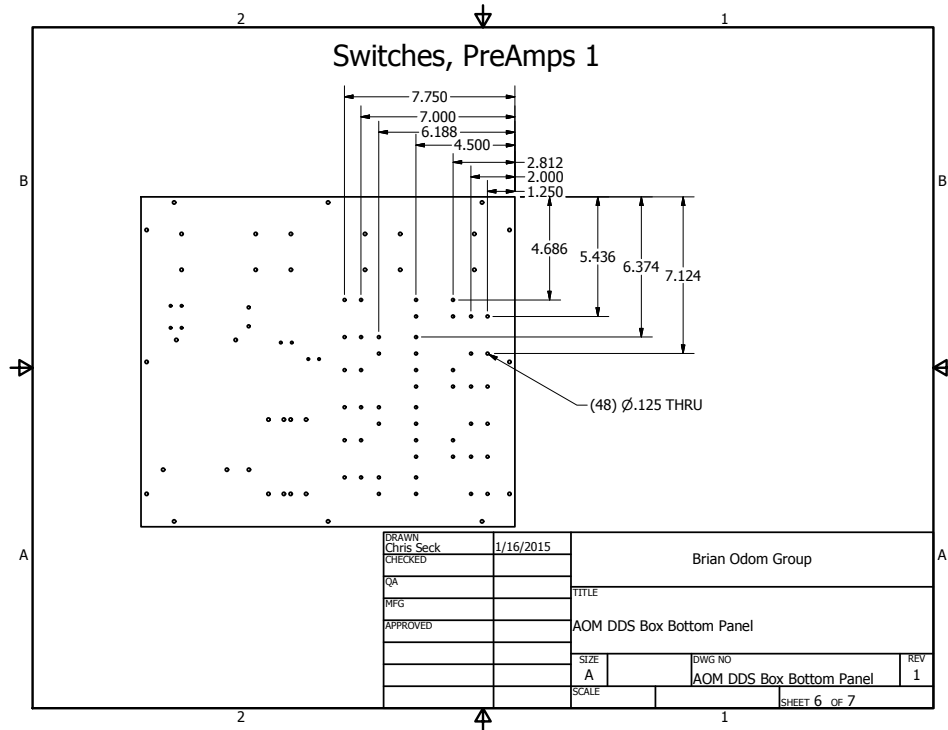 2
1
Switches, PreAmps 1
7.750
7.000
6.188
4.500
2.812
2.000
1.250
B
B
4.686
5.436
6.374
7.124
(48) Ø.125 THRU
A
A
DRAWN
Chris Seck
1/16/2015
CHECKED
QA
MFG
APPROVED
Brian Odom Group
TITLE
AOM DDS Box Bottom Panel
SIZE
A
DWG NO
AOM DDS Box Bottom Panel
REV
1
SCALE
SHEET 6 OF 7
2
1